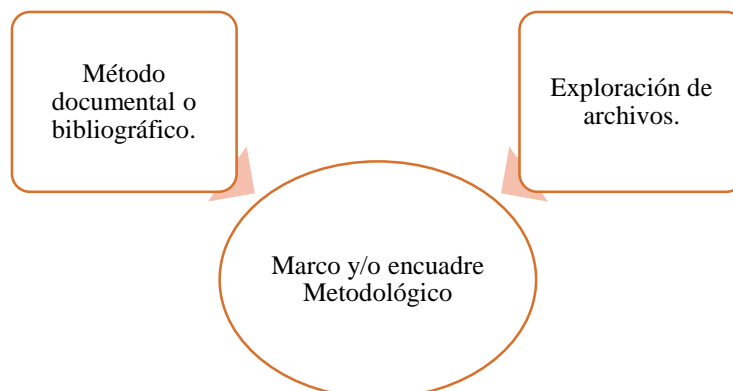 Método
documental o
bibliográfico.
Exploración de
archivos.
Marco y/o encuadre
Metodológico